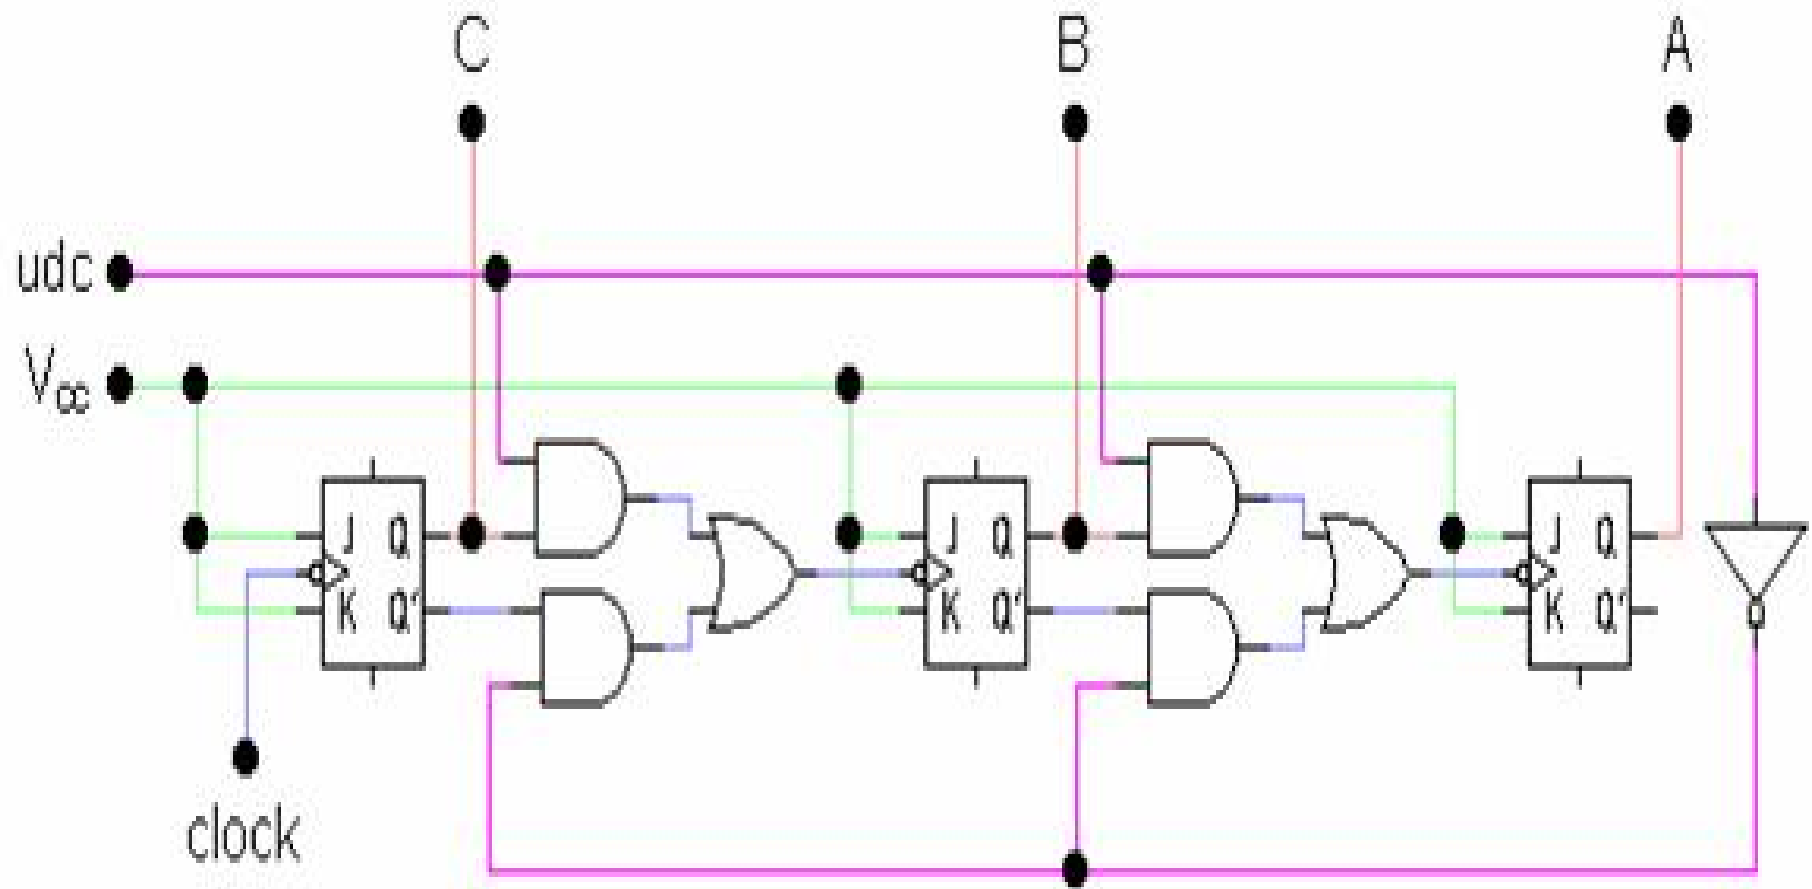 C B A
udc
Vcc
J Q J Q J Q
K Q' K Q' K Q'
clock